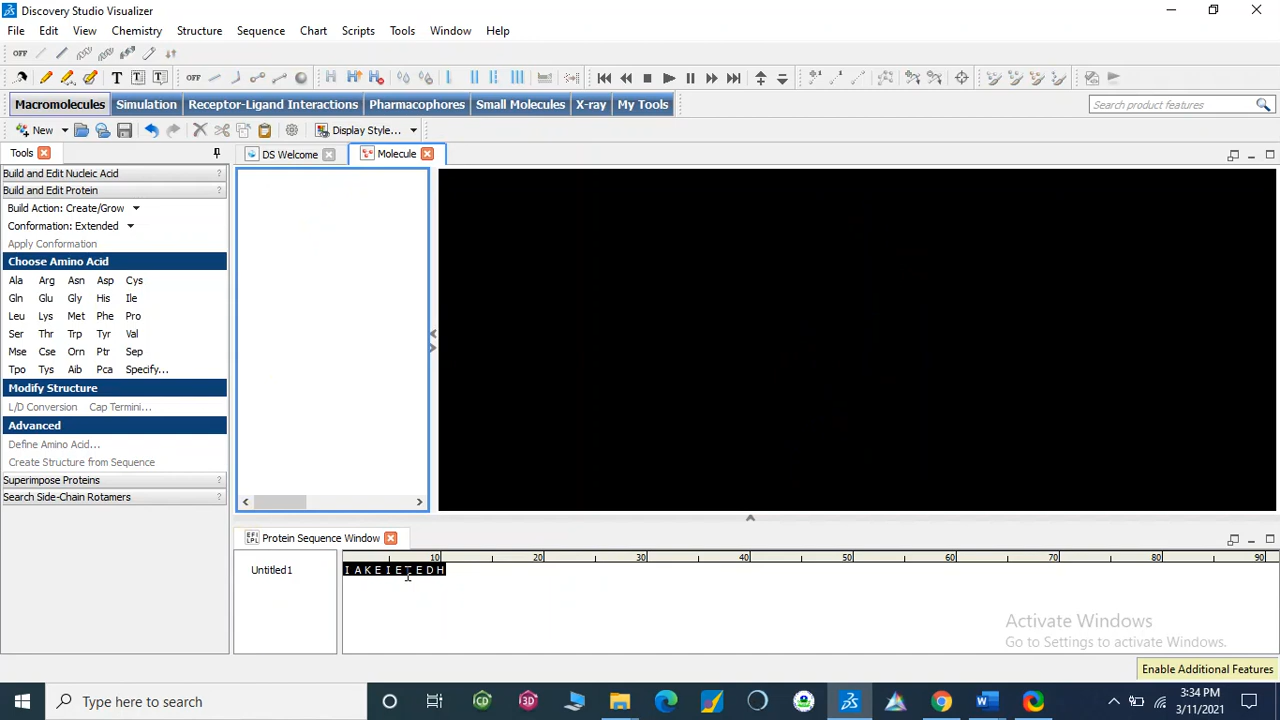 Discovery Studio Visualizer
File Edit View Chemistry Structure Sequence Chart Scripts Tools Window Help
OFF
T T T OFF H H H
Macromolecules Simulation Receptor-Ligand Interactions Pharmacophores Small Molecules X-ray My Tools Search product features
New Display Style...
Tools DS Welcome Molecule
Build and Edit Nucleic Acid ?
Build and Edit Protein ?
Build Action: Create/Grow
Conformation: Extended
Apply Conformation
Choose Amino Acid
Ala Arg Asn Asp Cys
Gln Glu Gly His Ile
Leu Lys Met Phe Pro
Ser Thr Trp Tyr Val
Mse Cse Orn Ptr Sep
Tpo Tys Aib Pca Specify...
Modify Structure
L/D Conversion Cap Termini...
Advanced
Define Amino Acid...
Create Structure from Sequence
Superimpose Proteins ?
Search Side-Chain Rotamers ?
EFI LPL Protein Sequence Window
10 20 30 40 50 60 70 80 90
Untitled1 I A K E I E T E D H
Activate Windows
Go to Settings to activate Windows.
Enable Additional Features
Type here to search
3:34 PM
3/11/2021